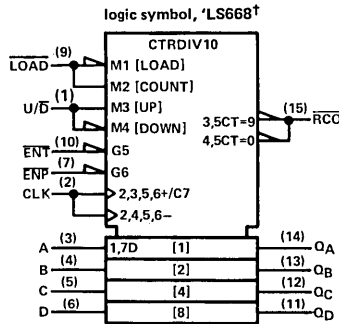 logic symbol, 'LS668†
CTRDIV10
LOAD (9) M1 [LOAD]
M2 [COUNT]
U/D (1) M3 [UP] 3,5CT=9 (15) RCO
M4 [DOWN] 4,5CT=0
ENT (10) G5
ENP (7) G6
CLK (2) 2,3,5,6+/C7
2,4,5,6−
A (3) 1,7D [1] (14) QA
B (4) [2] (13) QB
C (5) [4] (12) QC
D (6) [8] (11) QD